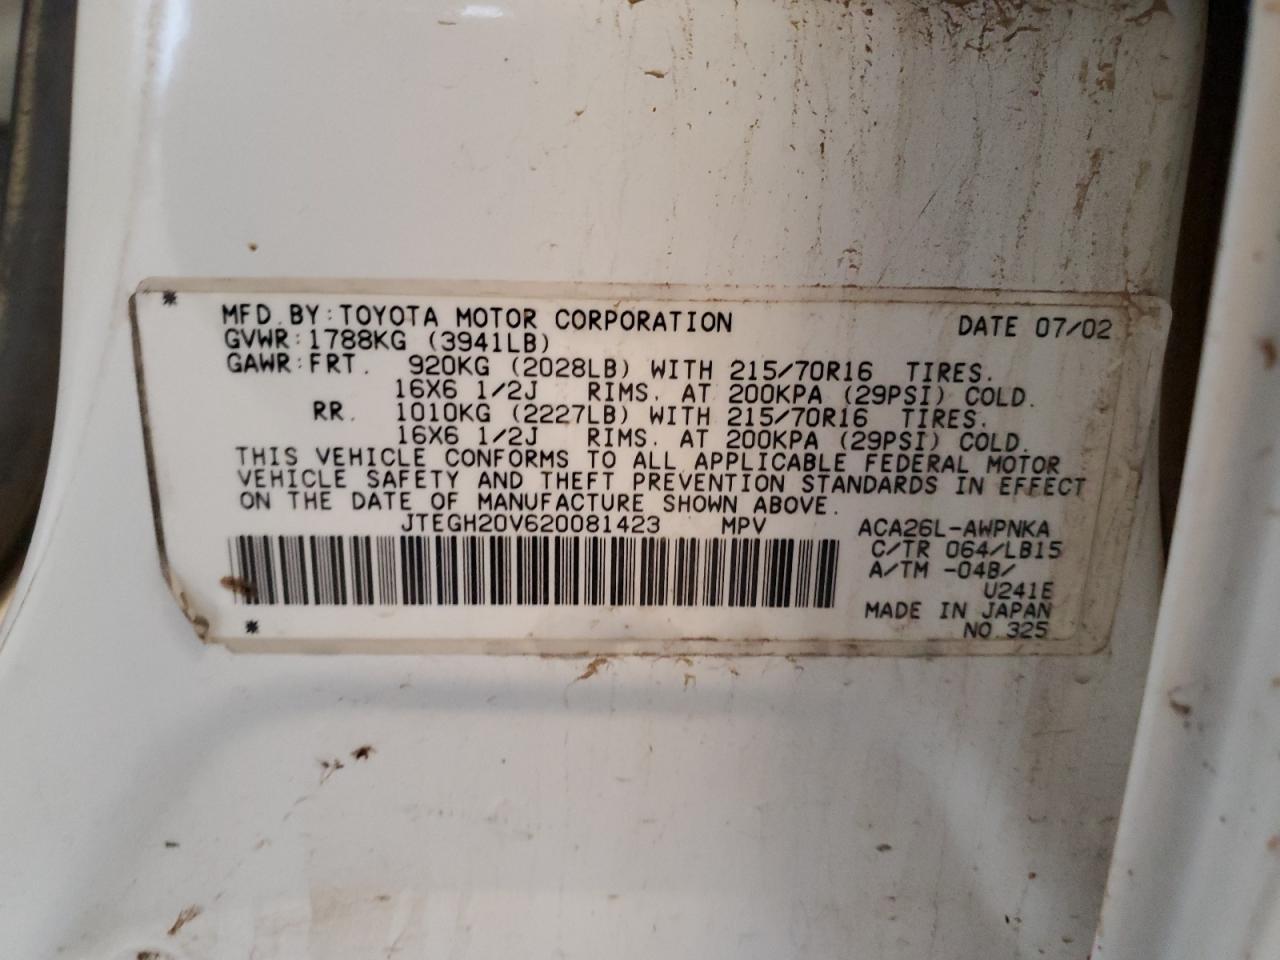 MFD. BY: TOYOTA MOTOR CORPORATION DATE 07/02
GVWR: 1788KG (3941LB)
GAWR: FRT. 920KG (2028LB) WITH 215/70R16 TIRES.
16X6 1/2J RIMS. AT 200KPA (29PSI) COLD.
RR. 1010KG (2227LB) WITH 215/70R16 TIRES.
16X6 1/2J RIMS. AT 200KPA (29PSI) COLD.
THIS VEHICLE CONFORMS TO ALL APPLICABLE FEDERAL MOTOR
VEHICLE SAFETY AND THEFT PREVENTION STANDARDS IN EFFECT
ON THE DATE OF MANUFACTURE SHOWN ABOVE.
JTEGH20V620081423 MPV ACA26L-AWPNKA
C/TR 064/LB15
A/TM -04B/
U241E
MADE IN JAPAN
NO. 325